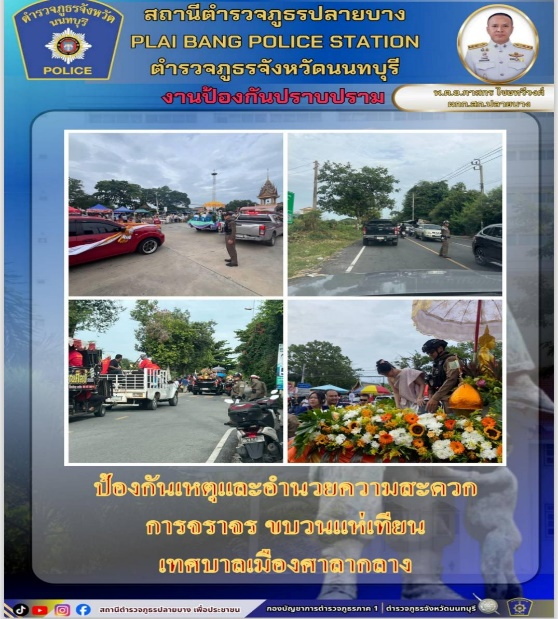 ตำรวจภูธรจังหวัด
นนทบุรี
POLICE
สถานีตำรวจภูธรปลายบาง
PLAI BANG POLICE STATION
ตำรวจภูธรจังหวัดนนทบุรี
งานป้องกันปราบปราม
ผกก.สภ.ปลายบาง
POLICE
ป้องกันเหตุและอำนวยความสะดวก
การจราจร ขบวนแห่เทียน
เทศบาลเมืองศาลากลาง
สถานีตำรวจภูธรปลายบาง เพื่อประชาชน
กองบัญชาการตำรวจภูธรภาค 1 | ตำรวจภูธรจังหวัดนนทบุรี